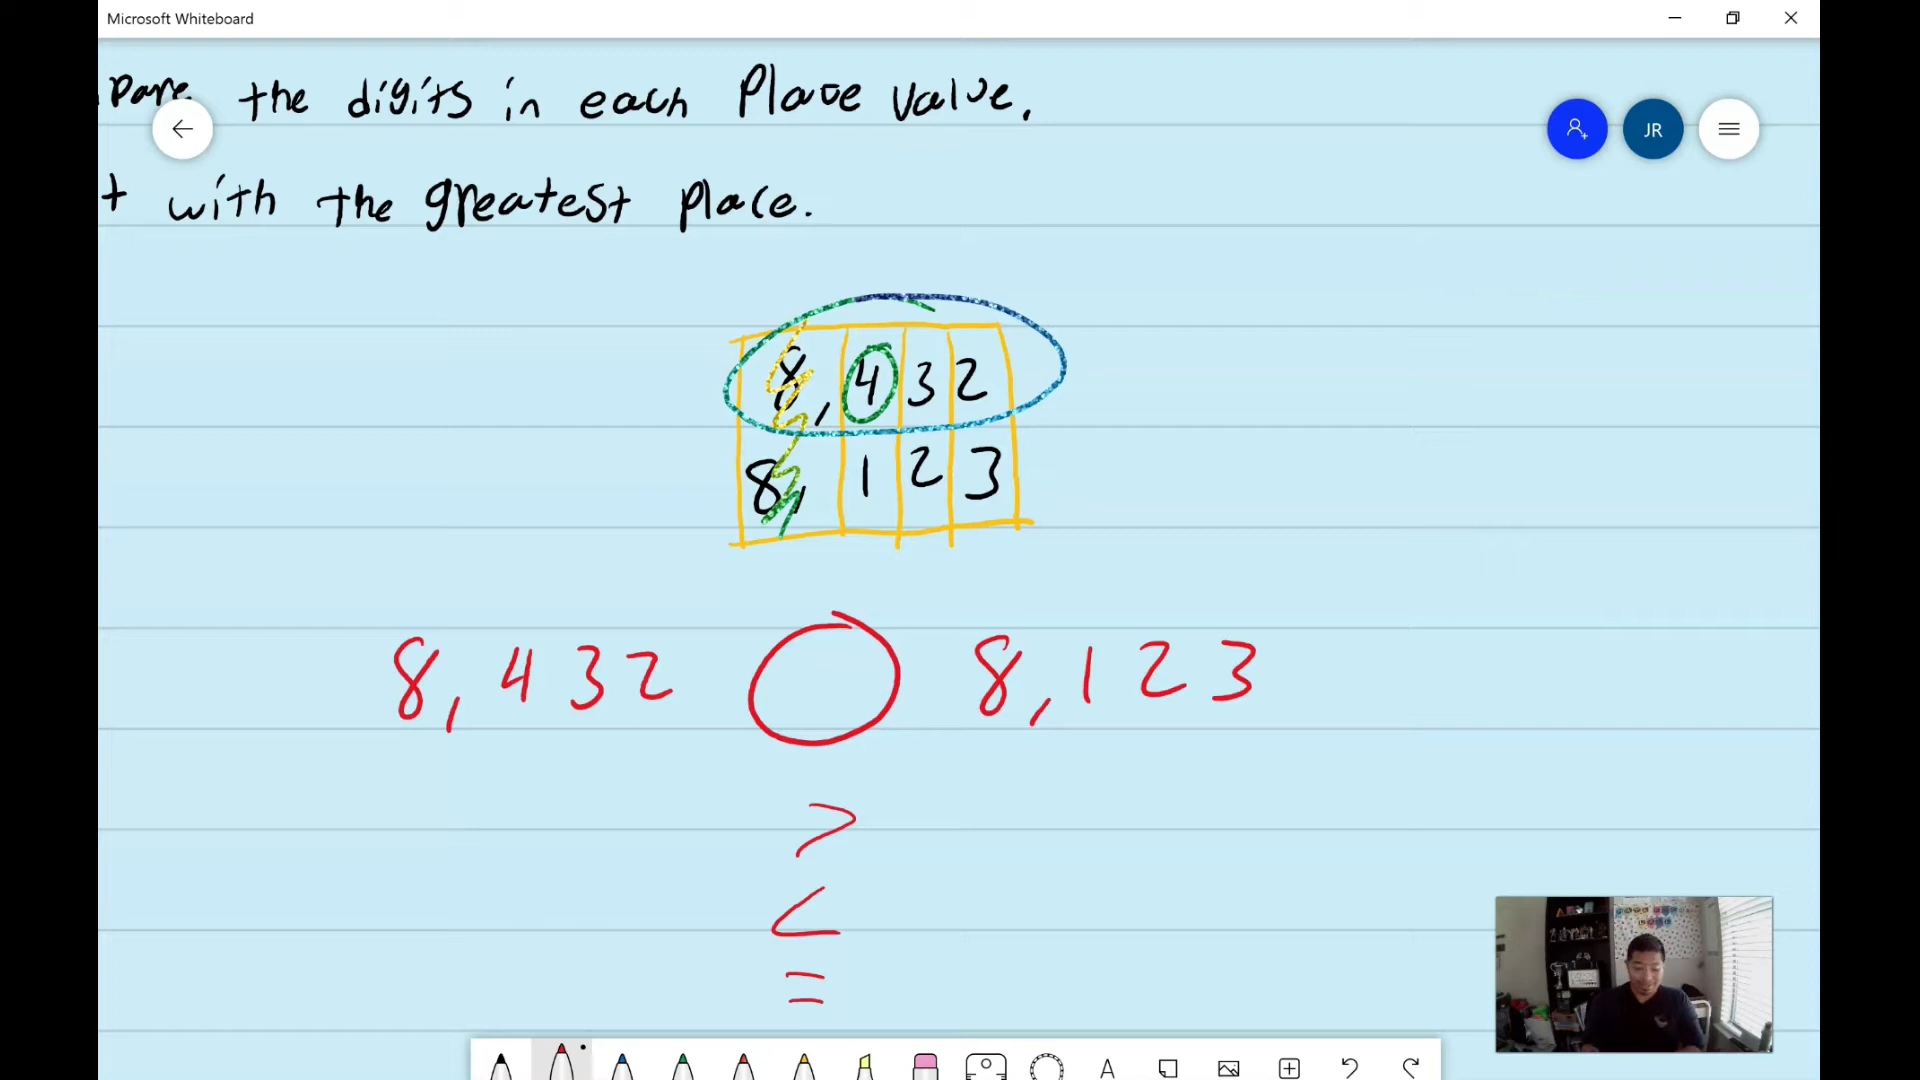 Microsoft Whiteboard
pare the digits in each Place value.
JR
t with the greatest place.
8,432
8,123
8,432 8,123
>
<
=
A